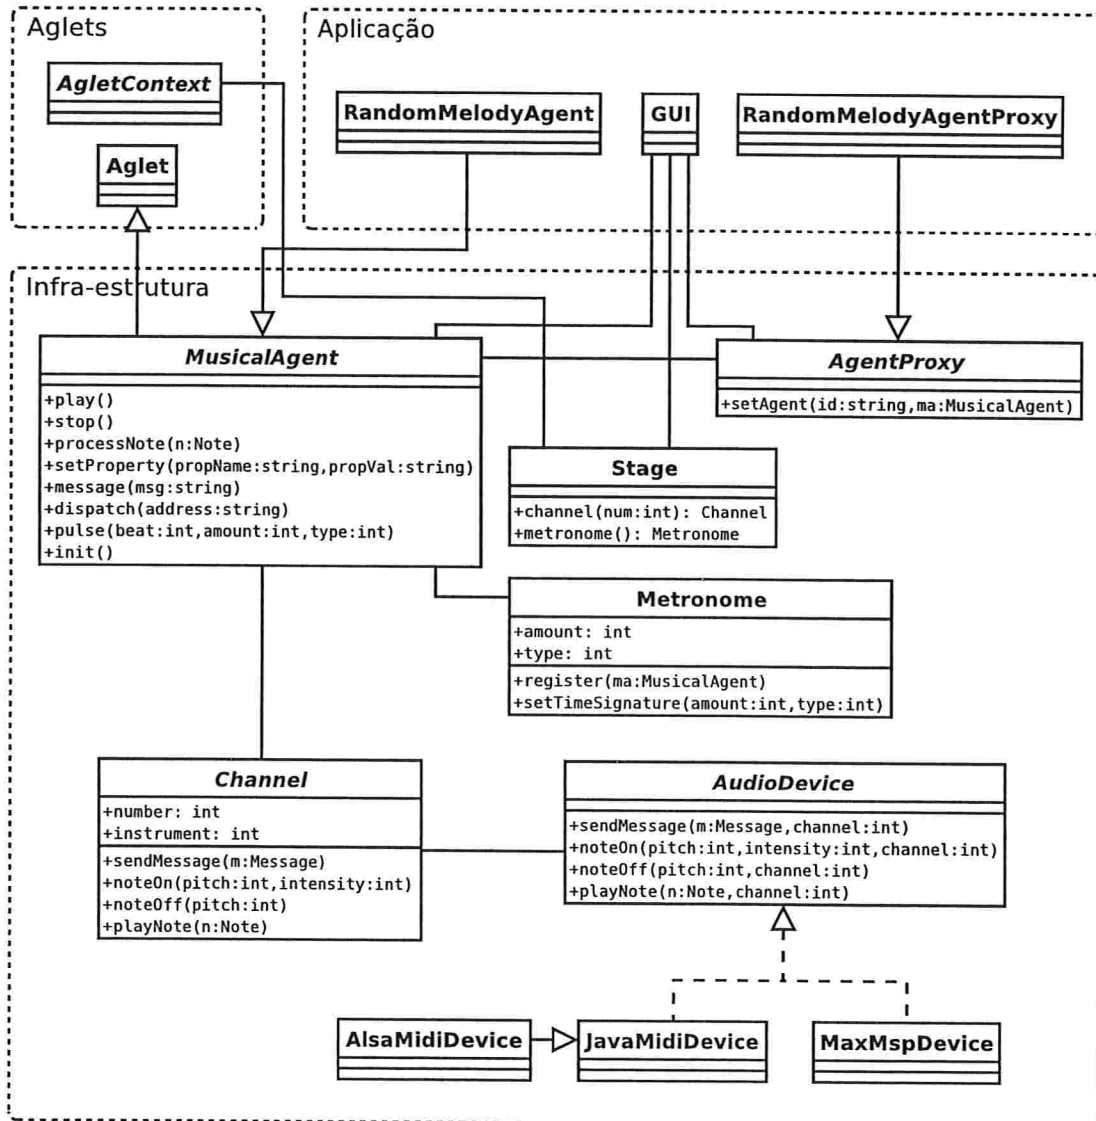 Aglets
AgletContext
Aglet
Aplicação
RandomMelodyAgent
GUI
RandomMelodyAgentProxy
Infra-estrutura
MusicalAgent
+play()
+stop()
+processNote(n:Note)
+setProperty(propName:string,propVal:string)
+message(msg:string)
+dispatch(address:string)
+pulse(beat:int,amount:int,type:int)
+init()
AgentProxy
+setAgent(id:string,ma:MusicalAgent)
Stage
+channel(num:int): Channel
+metronome(): Metronome
Metronome
+amount: int
+type: int
+register(ma:MusicalAgent)
+setTimeSignature(amount:int,type:int)
Channel
+number: int
+instrument: int
+sendMessage(m:Message)
+noteOn(pitch:int,intensity:int)
+noteOff(pitch:int)
+playNote(n:Note)
AudioDevice
+sendMessage(m:Message,channel:int)
+noteOn(pitch:int,intensity:int,channel:int)
+noteOff(pitch:int,channel:int)
+playNote(n:Note,channel:int)
AlsaMidiDevice
JavaMidiDevice
MaxMspDevice